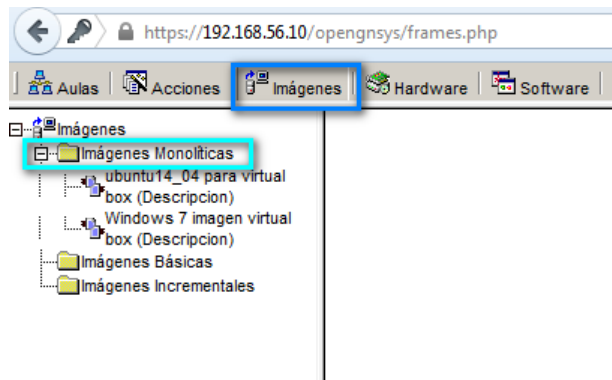 https://192.168.56.10/opengnsys/frames.php
Aulas Acciones Imágenes Hardware Software
Imágenes
Imágenes Monolíticas
ubuntu14_04 para virtual
box (Descripcion)
Windows 7 imagen virtual
box (Descripcion)
Imágenes Básicas
Imágenes Incrementales